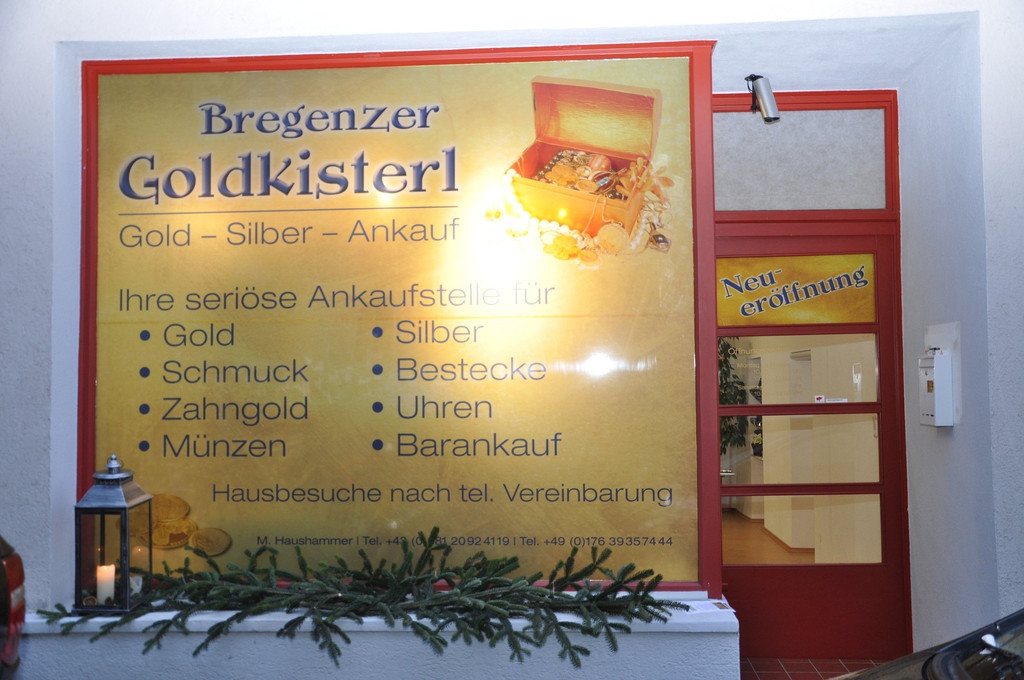 Bregenzer
Goldkisterl
Gold – Silber – Ankauf
Ihre seriöse Ankaufstelle für
• Gold
• Schmuck
• Zahngold
• Münzen
• Silber
• Bestecke
• Uhren
• Barankauf
Hausbesuche nach tel. Vereinbarung
M. Haushammer | Tel. 20924119 | Tel. +49 (0)176 39357444
Neu-
eröffnung